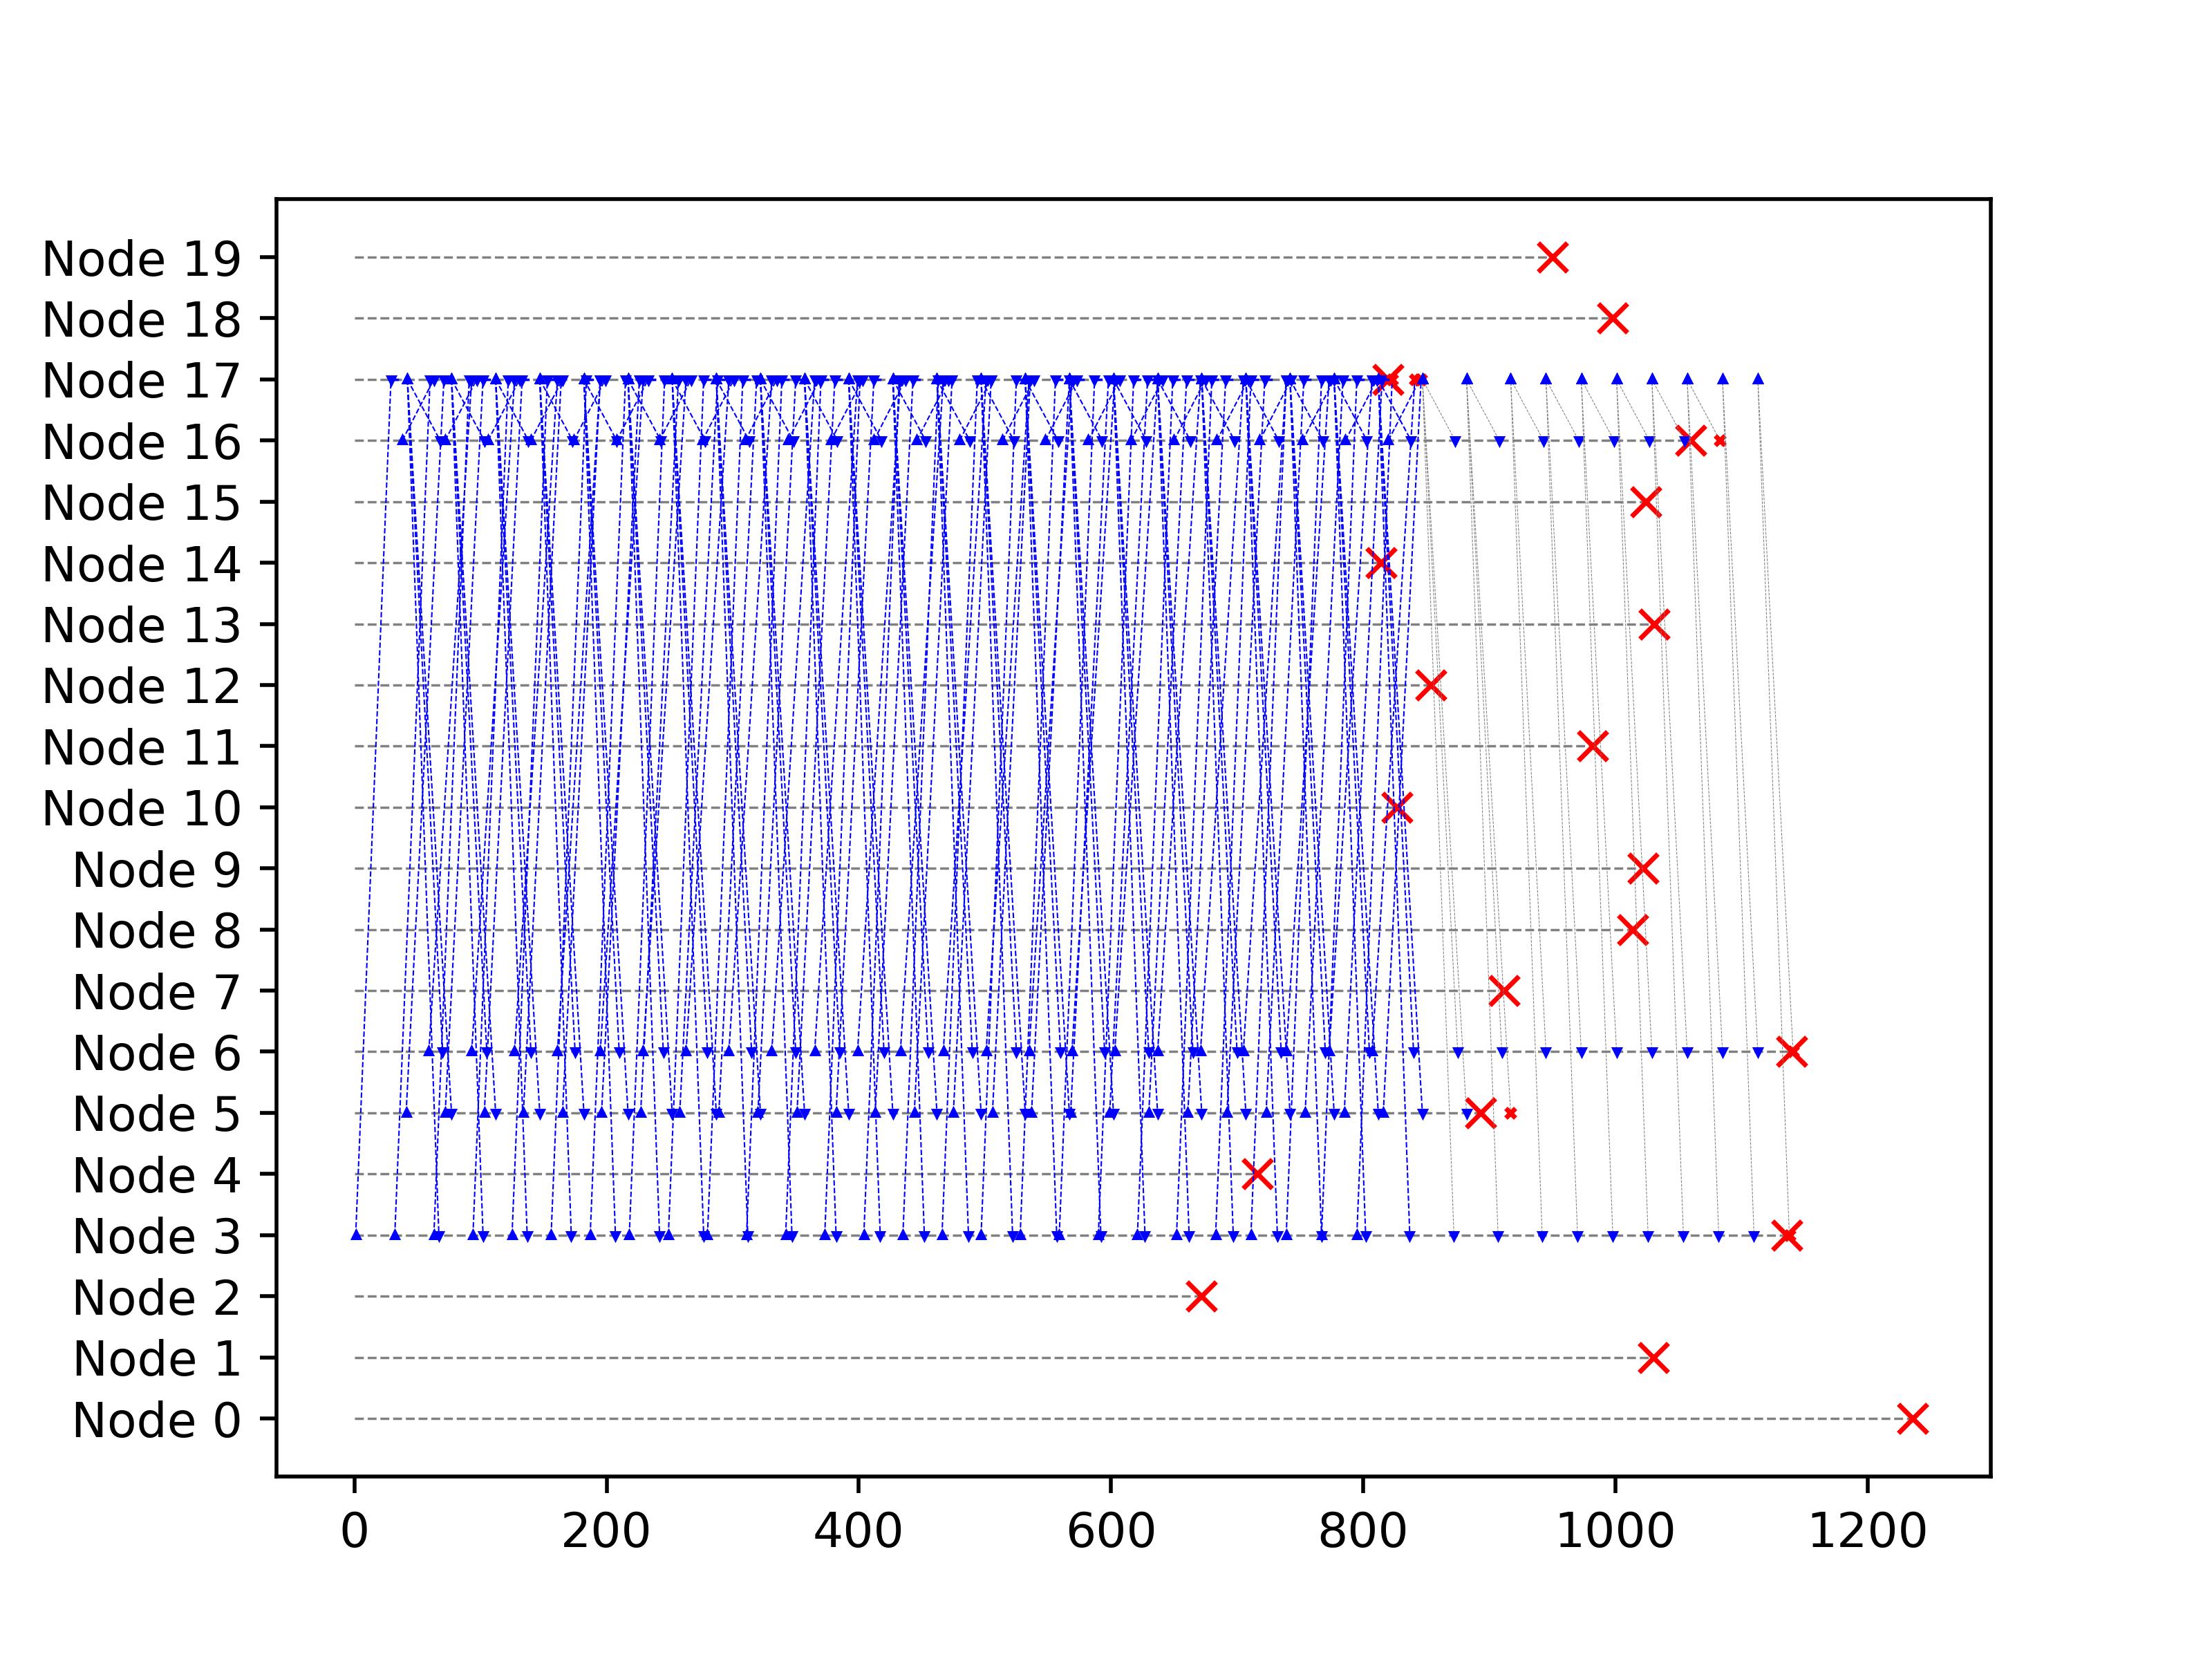 Node 19
Node 18
Node 17
Node 16
Node 15
Node 14
Node 13
Node 12
Node 11
Node 10
Node 9
Node 8
Node 7
Node 6
Node 5
Node 4
Node 3
Node 2
Node 1
Node 0
0 200 400 600 800 1000 1200